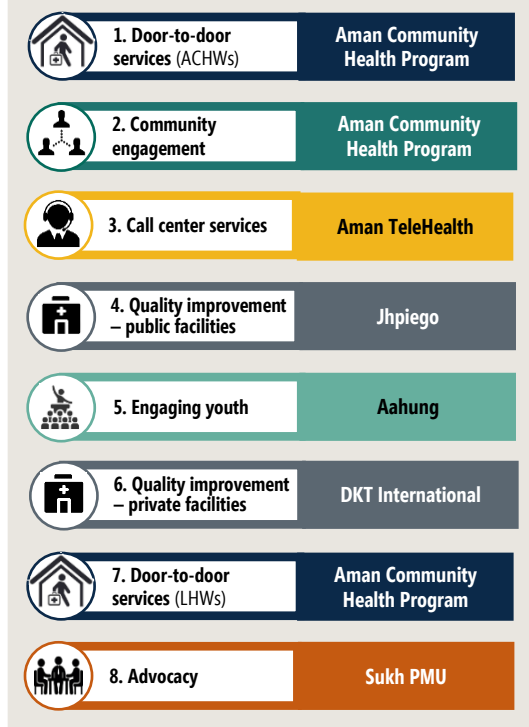 1. Door-to-door
services (ACHWs)
Aman Community
Health Program
2. Community
engagement
Aman Community
Health Program
3. Call center services
Aman TeleHealth
4. Quality improvement
– public facilities
Jhpiego
5. Engaging youth
Aahung
6. Quality improvement
– private facilities
DKT International
7. Door-to-door
services (LHWs)
Aman Community
Health Program
8. Advocacy
Sukh PMU